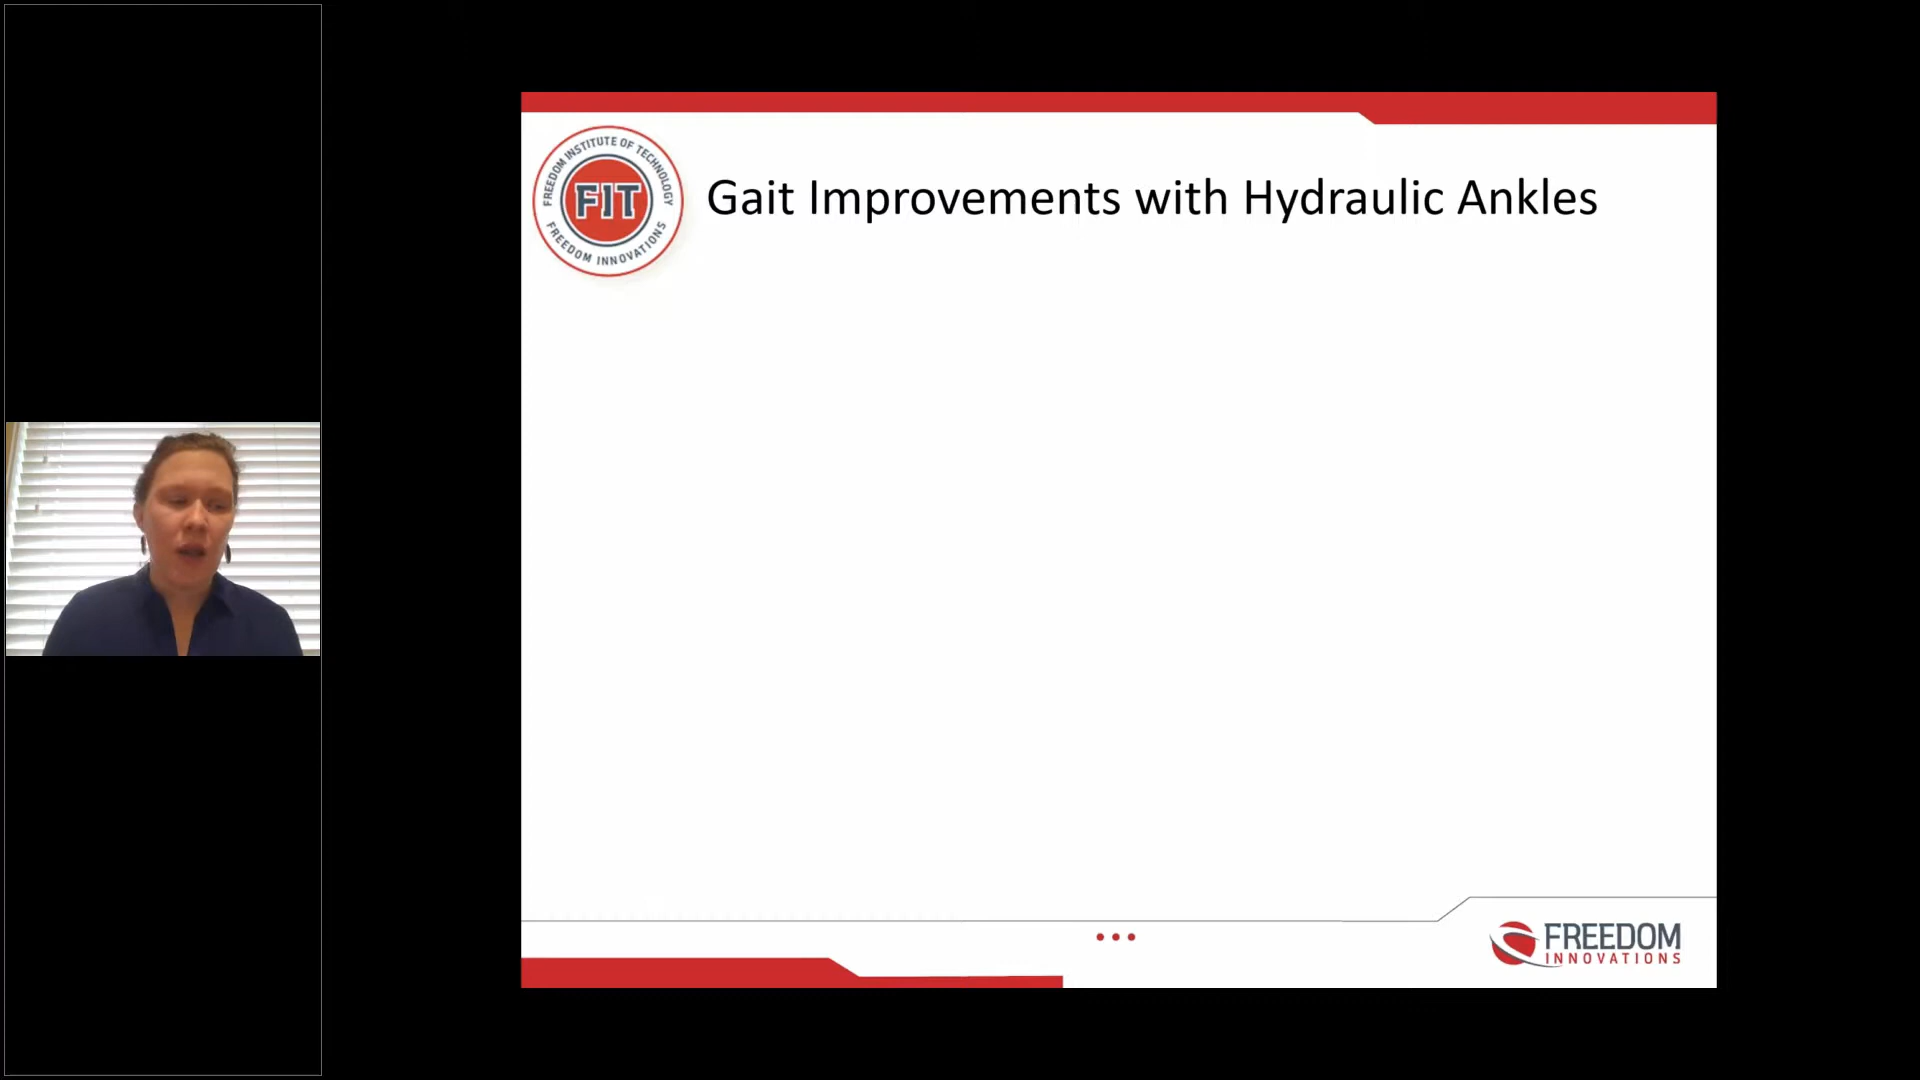 FREEDOM INSTITUTE OF TECHNOLOGY
FIT
FREEDOM INNOVATIONS
Gait Improvements with Hydraulic Ankles
FREEDOM
INNOVATIONS